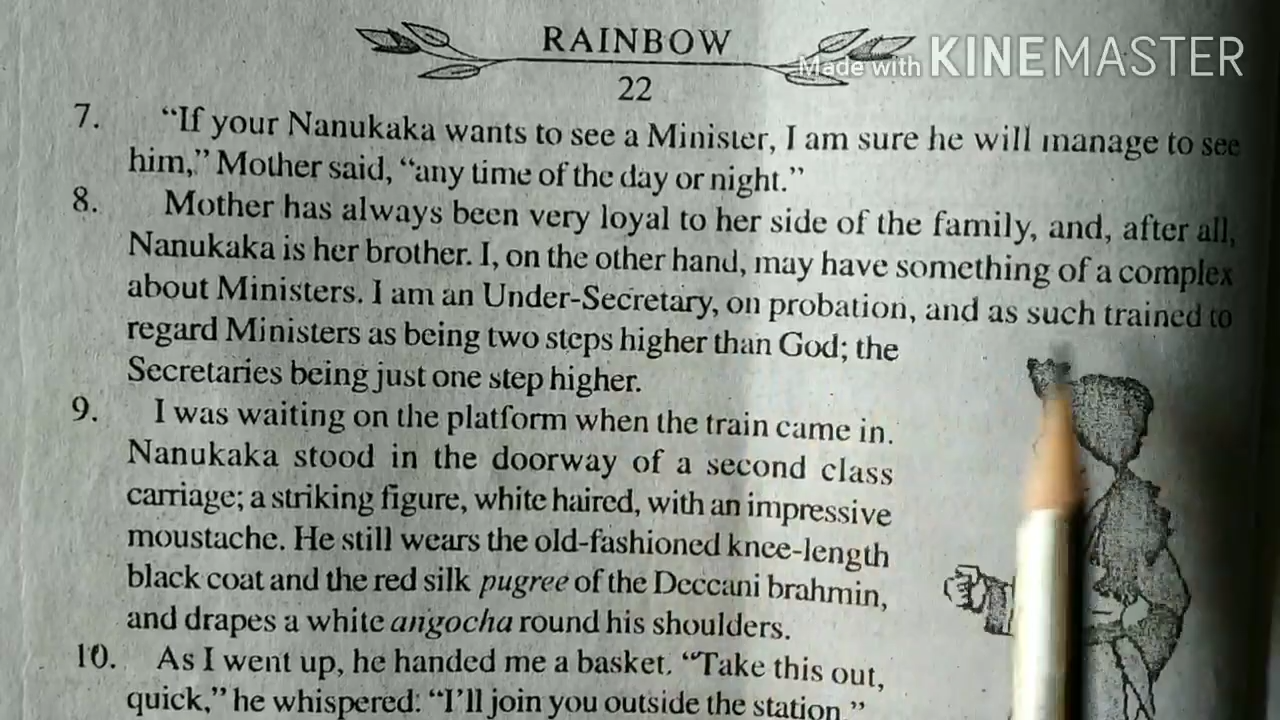 RAINBOW
Made with KINEMASTER
22
7. “If your Nanukaka wants to see a Minister, I am sure he will manage to see
him,” Mother said, “any time of the day or night.”
8. Mother has always been very loyal to her side of the family, and, after all,
Nanukaka is her brother. I, on the other hand, may have something of a complex
about Ministers. I am an Under-Secretary, on probation, and as such trained to
regard Ministers as being two steps higher than God; the
Secretaries being just one step higher.
9. I was waiting on the platform when the train came in.
Nanukaka stood in the doorway of a second class
carriage; a striking figure, white haired, with an impressive
moustache. He still wears the old-fashioned knee-length
black coat and the red silk pugree of the Deccani brahmin,
and drapes a white angocha round his shoulders.
10. As I went up, he handed me a basket. “Take this out,
quick,” he whispered: “I’ll join you outside the station.”